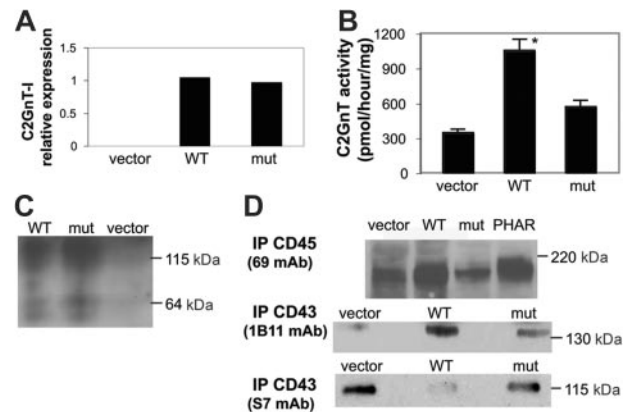 A
C2GnT-I
relative expression
1.5
1
0.5
0
vector WT mut
B
C2GnT activity
(pmol/hour/mg)
1200
900
600
300
0
*
vector WT mut
C
WT mut vector
115 kDa
64 kDa
D
IP CD45
(69 mAb)
vector WT mut PHAR
220 kDa
IP CD43
(1B11 mAb)
vector WT mut
130 kDa
IP CD43
(S7 mAb)
vector WT mut
115 kDa